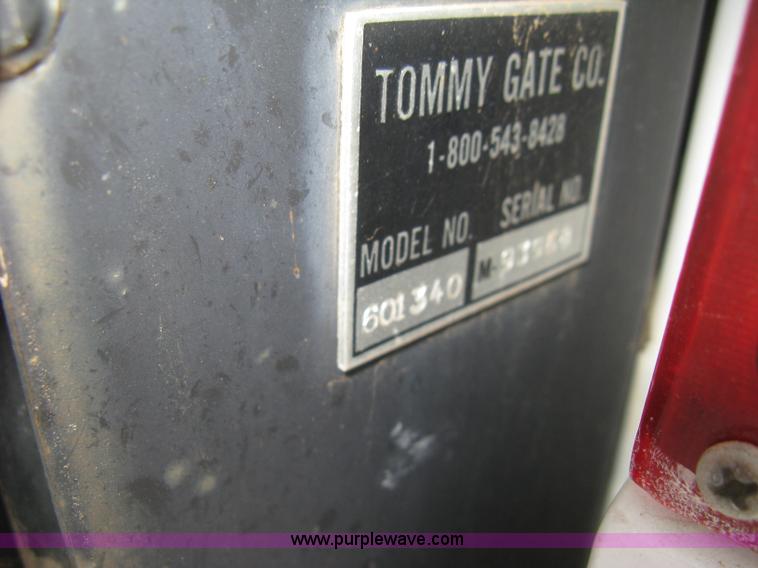 TOMMY GATE CO.
1-800-543-8428
MODEL NO. SERIAL NO.
601340
www.purplewave.com